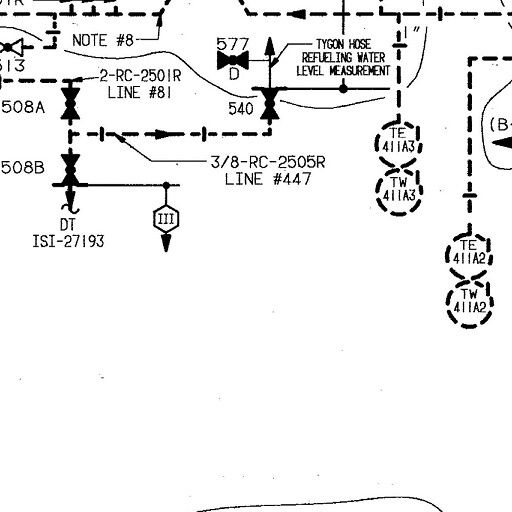 NOTE #8
577
D
TYGON HOSE
REFUELING WATER
LEVEL MEASUREMENT
1"
513
2-RC-2501R
LINE #81
508A
540
(B-
TE
411A3
3/8-RC-2505R
LINE #447
508B
TW
411A3
III
DT
ISI-27193
TE
411A2
TW
411A2